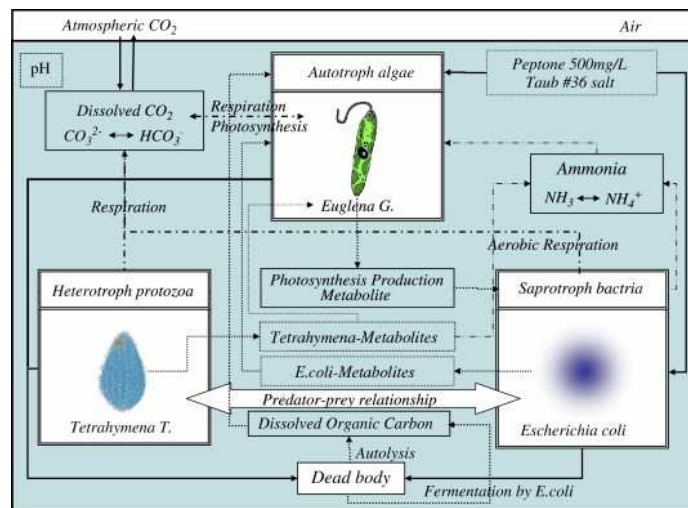 Atmospheric CO2
Air
pH
Autotroph algae
Peptone 500mg/L
Taub #36 salt
Dissolved CO2
CO3 2- ↔ HCO3 -
Respiration
Photosynthesis
Ammonia
NH3 ↔ NH4 +
Euglena G.
Respiration
Aerobic Respiration
Heterotroph protozoa
Photosynthesis Production
Metabolite
Saprotroph bactria
Tetrahymena-Metabolites
E.coli-Metabolites
Predator-prey relationship
Tetrahymena T.
Dissolved Organic Carbon
Escherichia coli
Autolysis
Dead body
Fermentation by E.coli